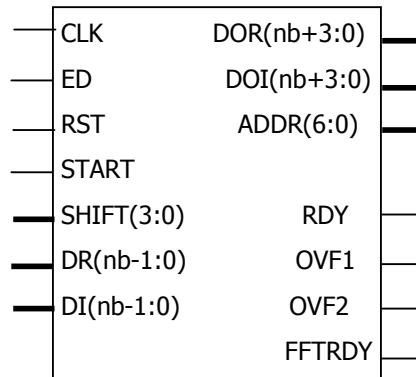 CLK DOR(nb+3:0)
ED DOI(nb+3:0)
RST ADDR(6:0)
START
SHIFT(3:0) RDY
DR(nb-1:0) OVF1
DI(nb-1:0) OVF2
FFTRDY